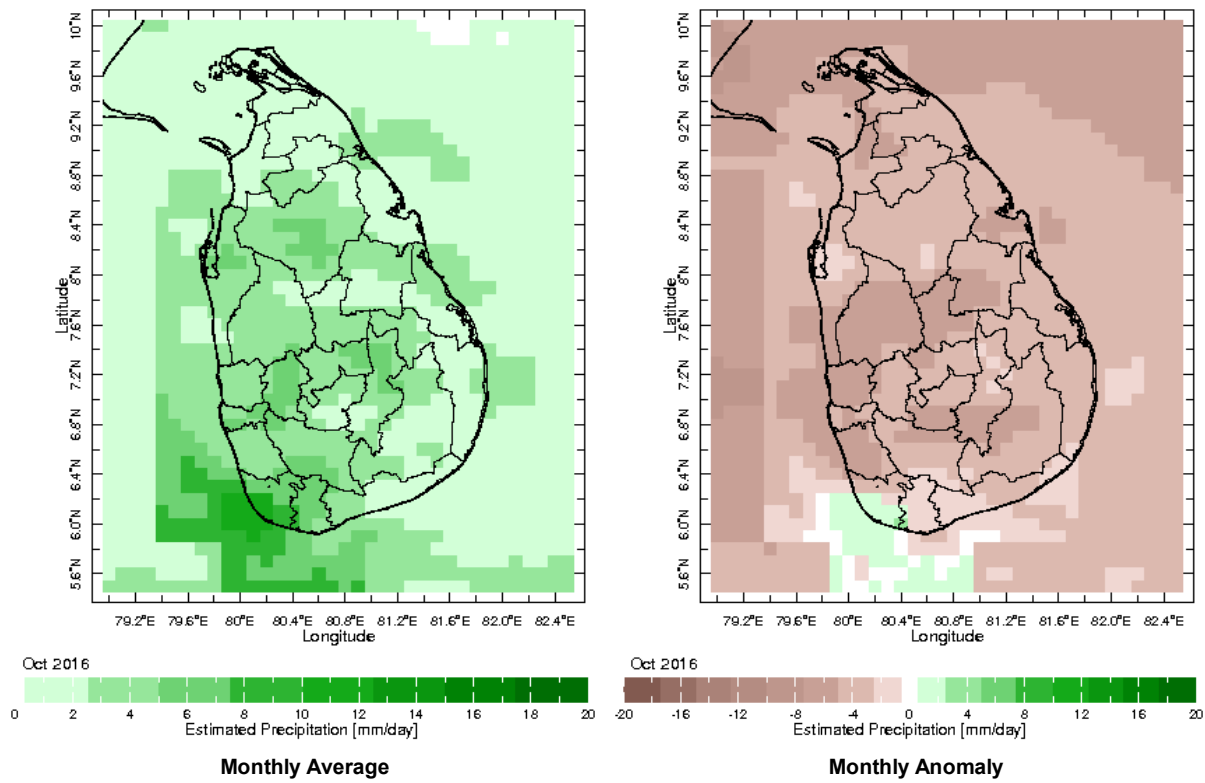 10°N
9.6°N
9.2°N
8.8°N
8.4°N
8°N
7.6°N
7.2°N
6.8°N
6.4°N
6.0°N
5.6°N
Latitude
79.2°E 79.6°E 80°E 80.4°E 80.8°E 81.2°E 81.6°E 82.0°E 82.4°E
Longitude
Oct 2016
0 2 4 6 8 10 12 14 16 18 20
Estimated Precipitation [mm/day]
Monthly Average
10°N
9.6°N
9.2°N
8.8°N
8.4°N
8°N
7.6°N
7.2°N
6.8°N
6.4°N
6.0°N
5.6°N
Latitude
79.2°E 79.6°E 80°E 80.4°E 80.8°E 81.2°E 81.6°E 82.0°E 82.4°E
Longitude
Oct 2016
-20 -16 -12 -8 -4 0 4 8 12 16 20
Estimated Precipitation [mm/day]
Monthly Anomaly